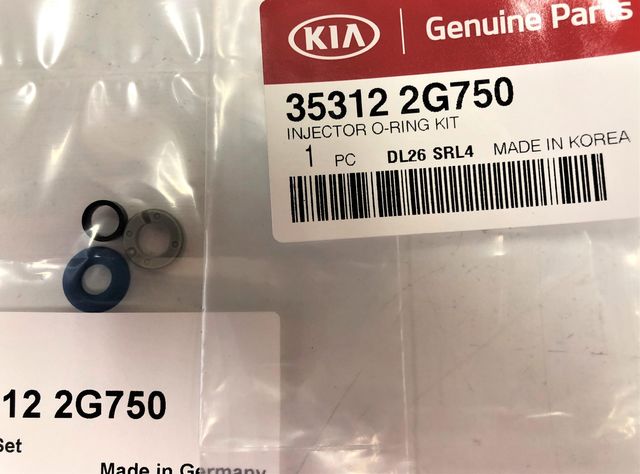 KIA Genuine Parts
35312 2G750
INJECTOR O-RING KIT
1 PC DL26 SRL4 MADE IN KOREA
12 2G750
Set
Made in Germany